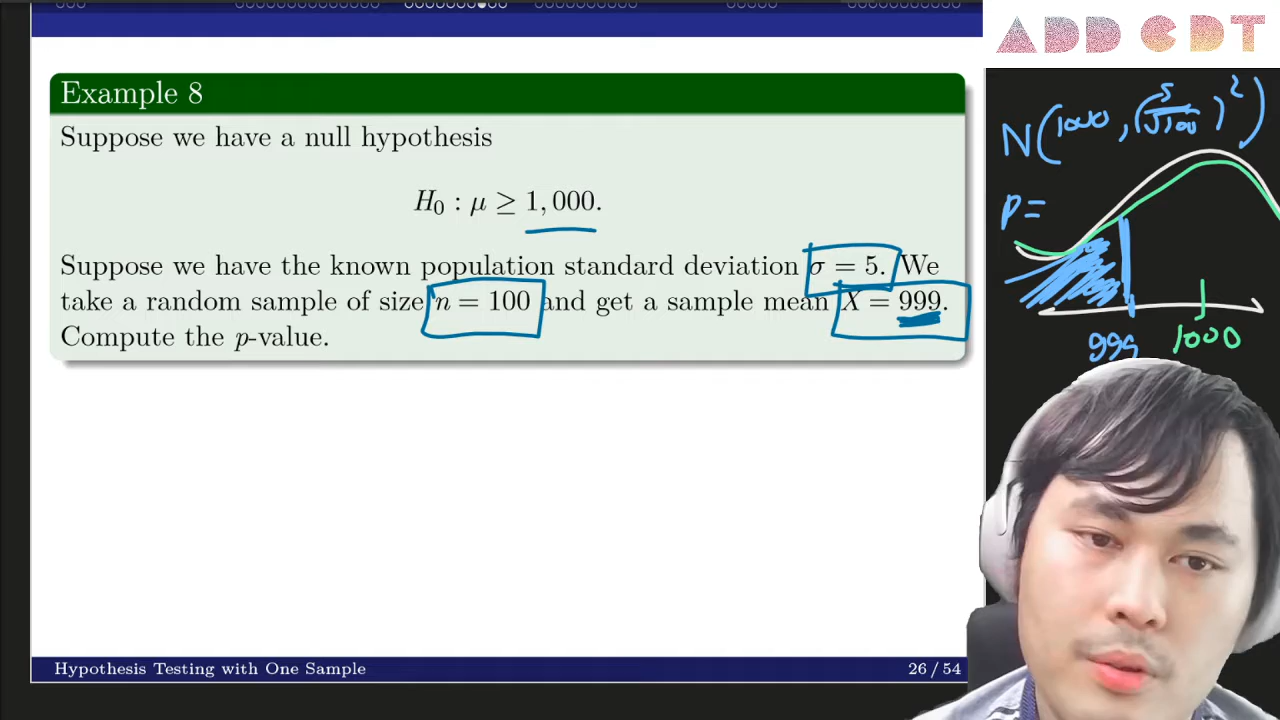 ADD CDT
Example 8
Suppose we have a null hypothesis
H₀ : μ ≥ 1,000.
Suppose we have the known population standard deviation σ = 5. We
take a random sample of size n = 100 and get a sample mean X̄ = 999.
Compute the p-value.
N(1000, (5/√100)²)
P=
999
1000
Hypothesis Testing with One Sample
26 / 54